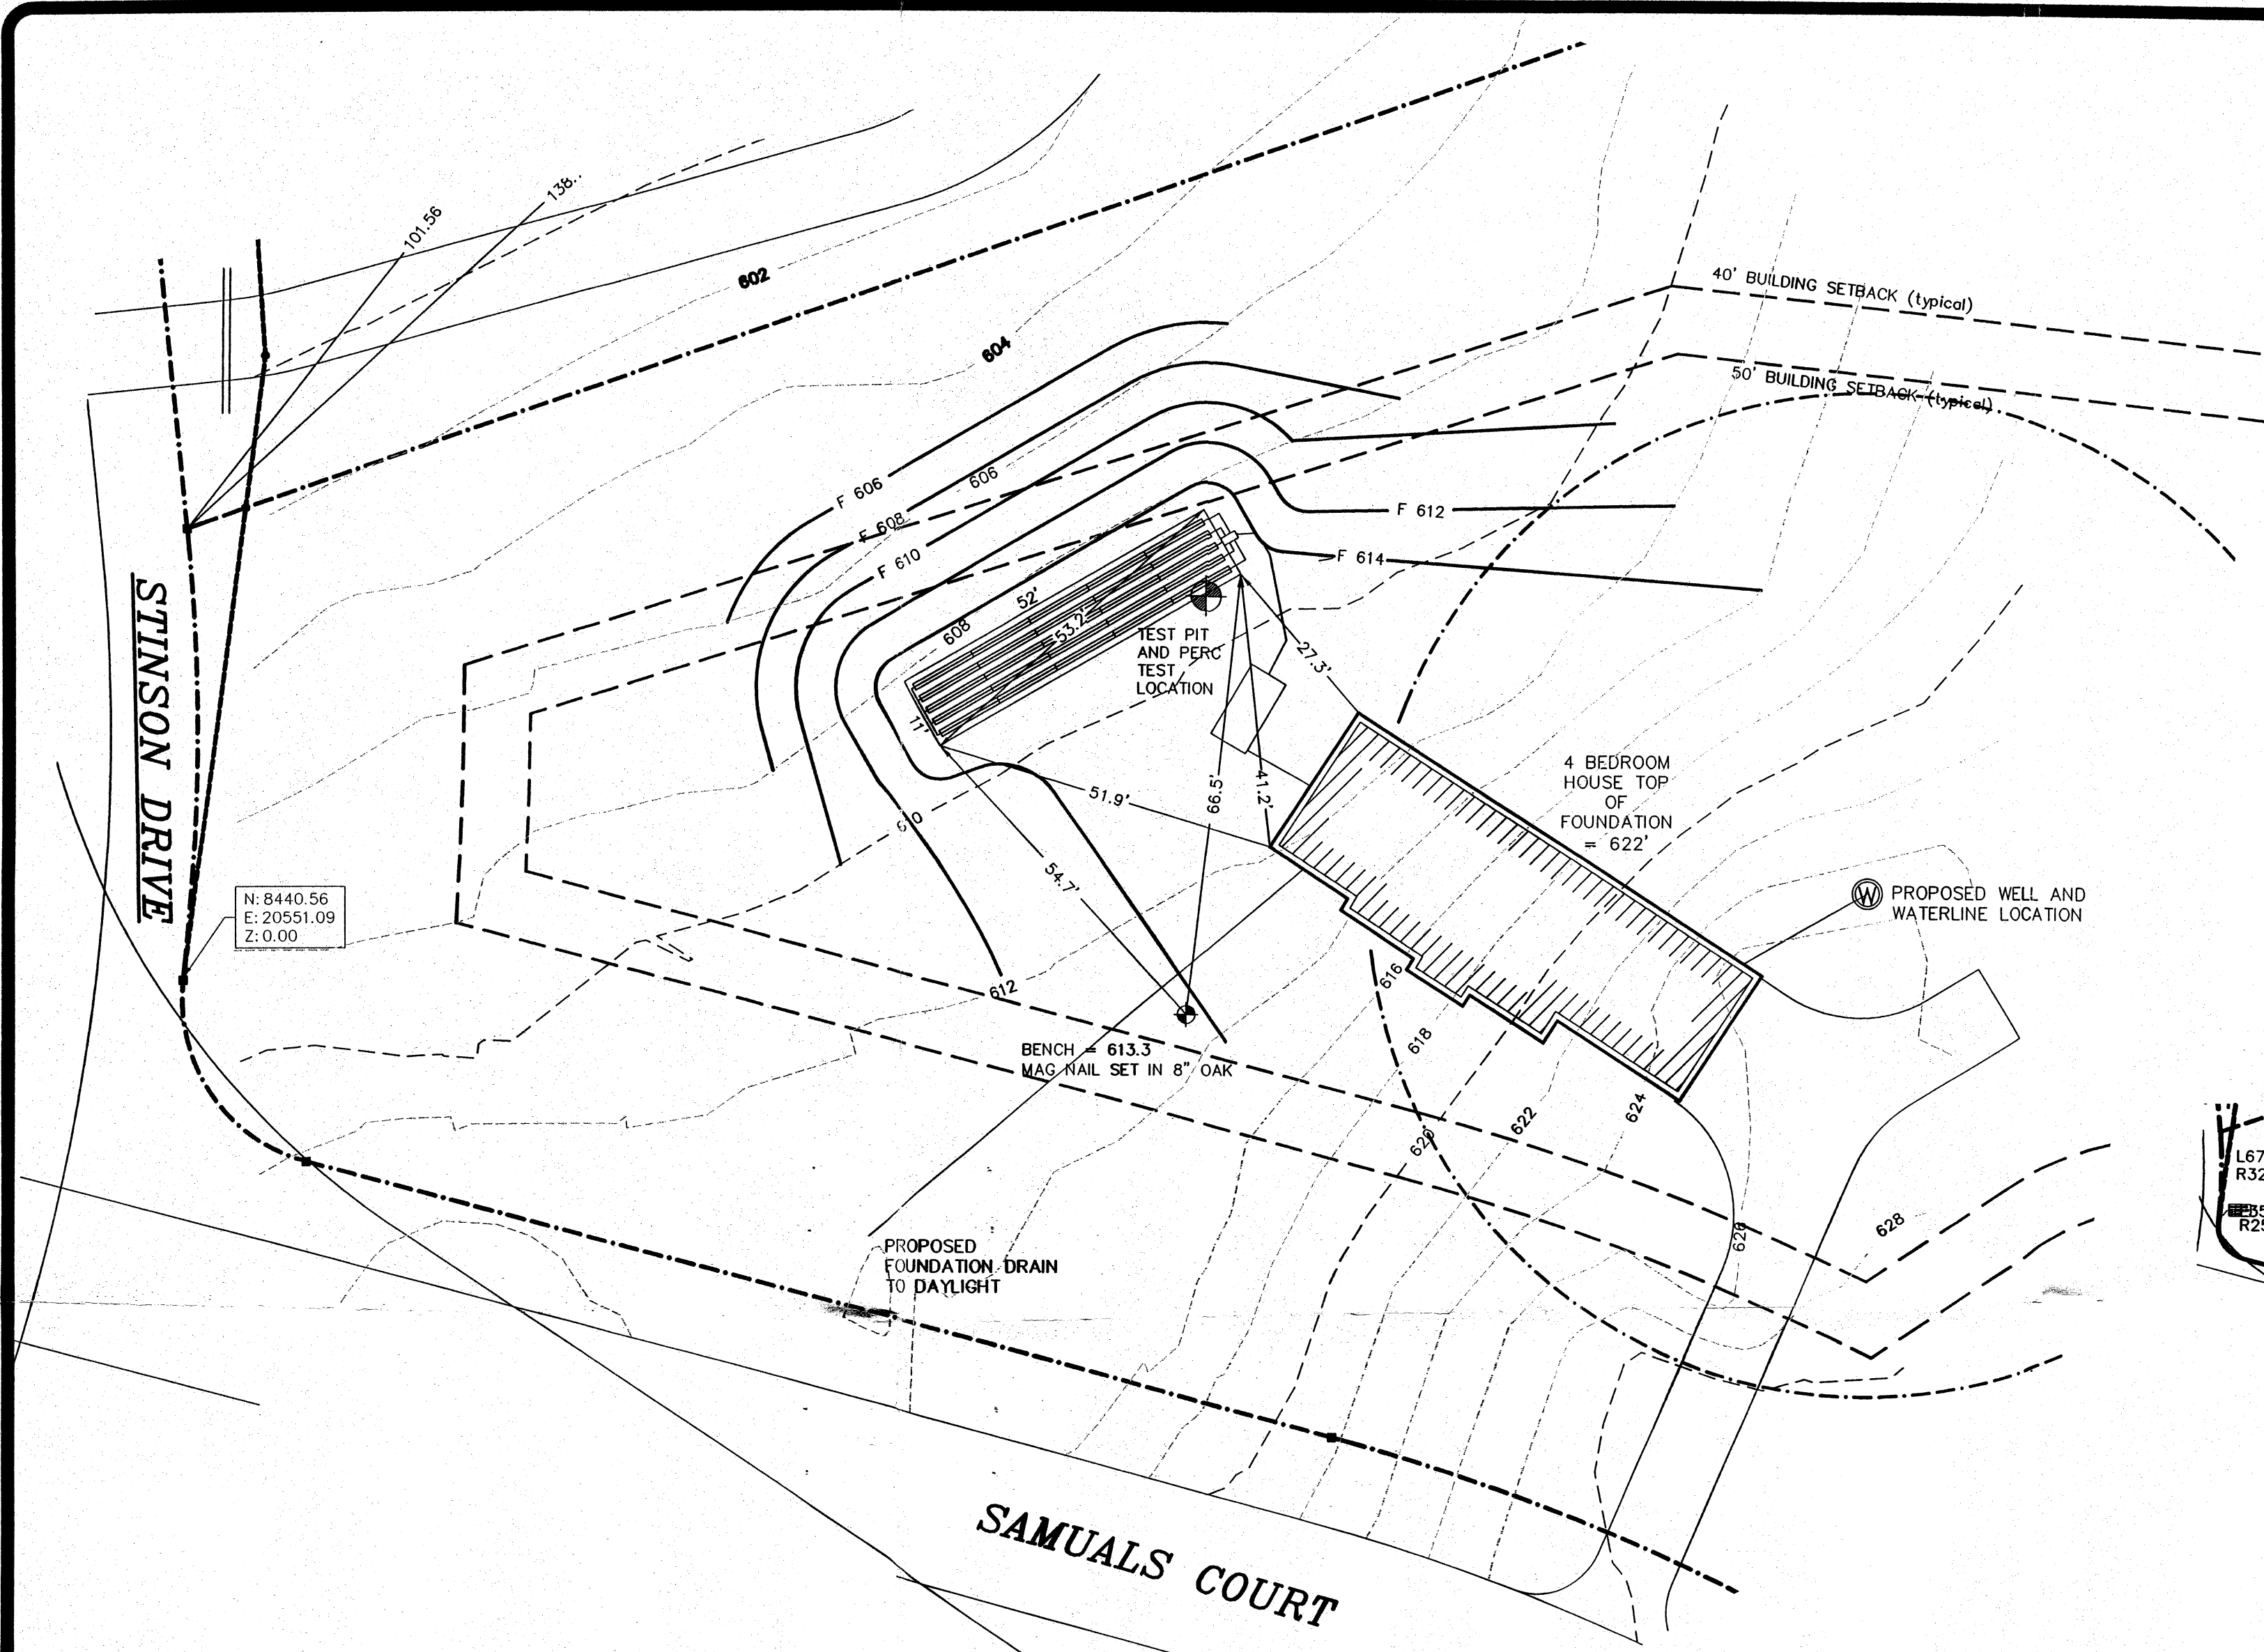 138..
101.56
602
604
40' BUILDING SETBACK (typical)
50' BUILDING SETBACK (typical)
F 606
606
F 608
F 610
F 612
F 614
52'
608
53.2'
11'
TEST PIT
AND PERC
TEST
LOCATION
27.3'
STINSON DRIVE
51.9'
66.5'
41.2'
54.7'
610
612
4 BEDROOM
HOUSE TOP
OF
FOUNDATION
= 622'
N: 8440.56
E: 20551.09
Z: 0.00
W
PROPOSED WELL AND
WATERLINE LOCATION
616
618
620
622
624
626
628
BENCH = 613.3
MAG NAIL SET IN 8" OAK
PROPOSED
FOUNDATION DRAIN
TO DAYLIGHT
SAMUALS COURT
L67
R32